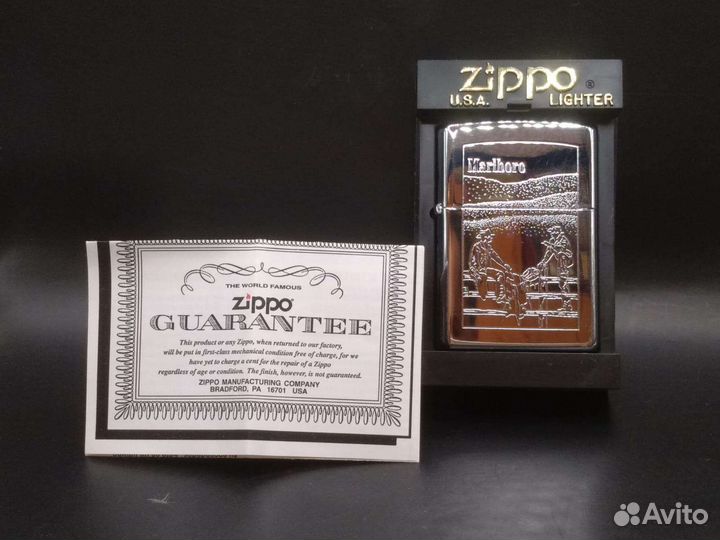 Zippo ®
U.S.A. LIGHTER
Marlboro
THE WORLD FAMOUS
Zippo®
GUARANTEE
This product or any Zippo, when returned to our factory,
will be put in first-class mechanical condition free of charge, for we
have yet to charge a cent for the repair of a Zippo
regardless of age or condition. The finish, however, is not guaranteed.
ZIPPO MANUFACTURING COMPANY
BRADFORD, PA 16701 USA
Avito